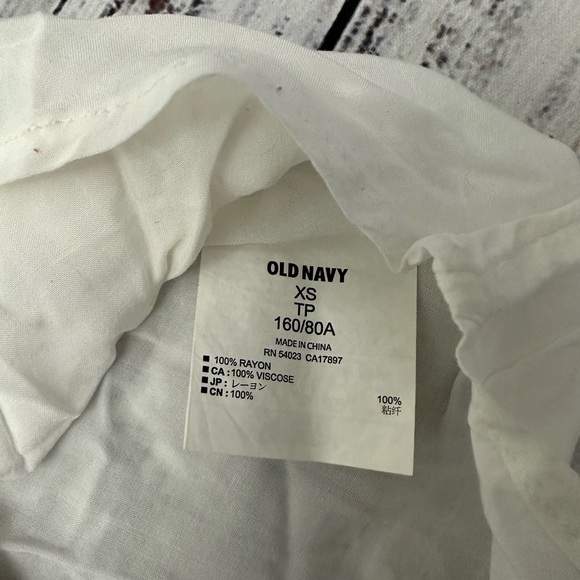 OLD NAVY
XS
TP
160/80A
MADE IN CHINA
RN 54023 CA17897
■ 100% RAYON
■ CA : 100% VISCOSE
■ JP : レーヨン 100%
■ CN : 100% 粘纤